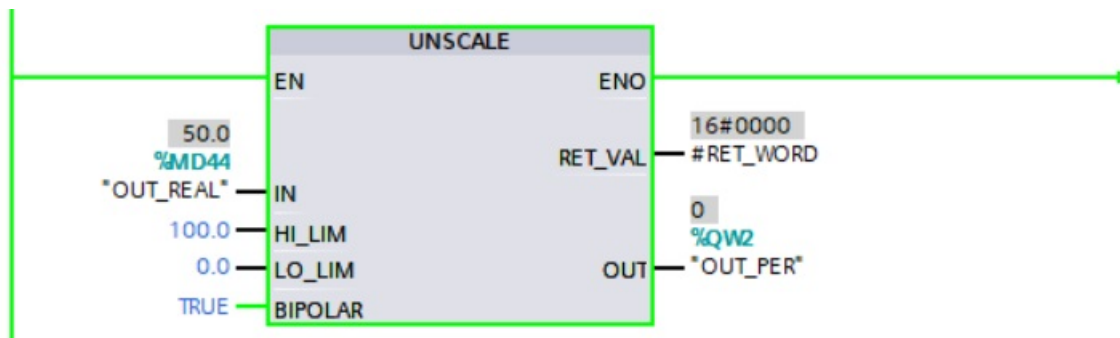 UNSCALE
EN ENO
50.0 16#0000
%MD44 RET_VAL #RET_WORD
"OUT_REAL" IN
0
100.0 HI_LIM %QW2
0.0 LO_LIM OUT "OUT_PER"
TRUE BIPOLAR